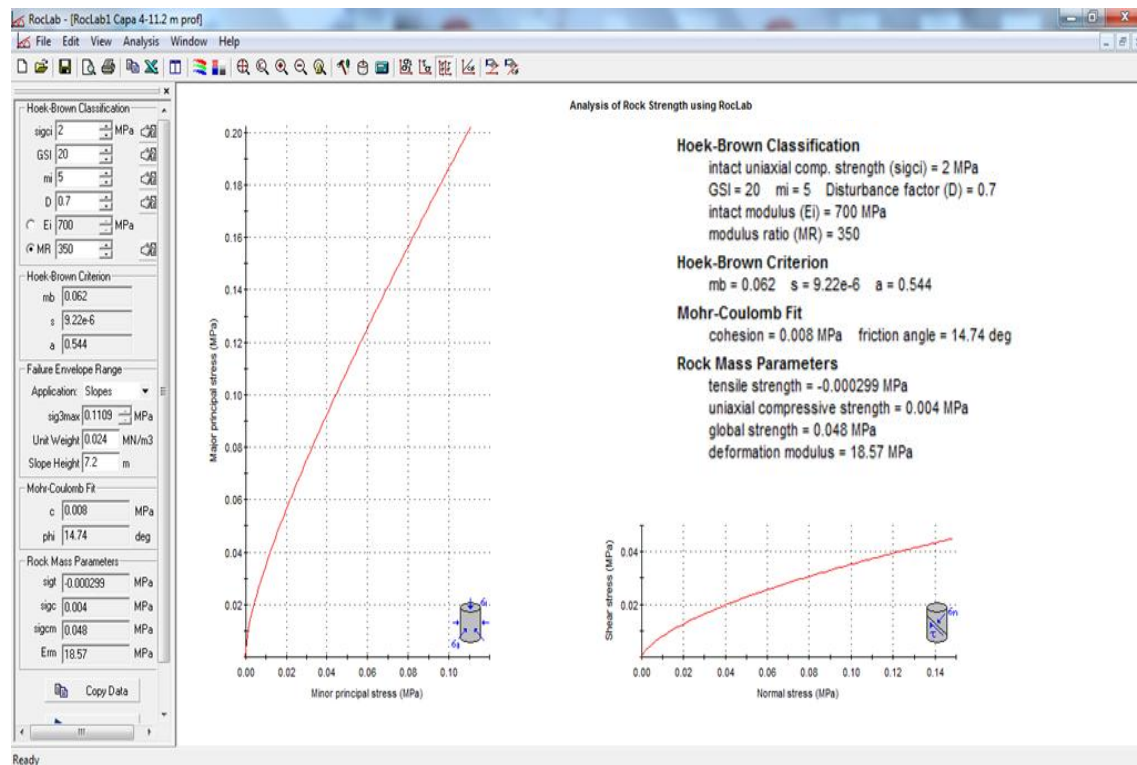 RocLab - [RocLab1 Capa 4-11.2 m prof]
File Edit View Analysis Window Help
Hoek-Brown Classification
sigci 2 MPa
GSI 20
mi 5
D 0.7
Ei 700 MPa
MR 350
Hoek-Brown Criterion
mb 0.062
s 9.22e-6
a 0.544
Failure Envelope Range
Application: Slopes
sig3max 0.1109 MPa
Unit Weight 0.024 MN/m3
Slope Height 7.2 m
Mohr-Coulomb Fit
c 0.008 MPa
phi 14.74 deg
Rock Mass Parameters
sigt -0.000299 MPa
sigc 0.004 MPa
sigcm 0.048 MPa
Erm 18.57 MPa
Copy Data
Ready
Analysis of Rock Strength using RocLab
Major principal stress (MPa)
0.20
0.18
0.16
0.14
0.12
0.10
0.08
0.06
0.04
0.02
0.00 0.02 0.04 0.06 0.08 0.10
Minor principal stress (MPa)
Hoek-Brown Classification
intact uniaxial comp. strength (sigci) = 2 MPa
GSI = 20 mi = 5 Disturbance factor (D) = 0.7
intact modulus (Ei) = 700 MPa
modulus ratio (MR) = 350
Hoek-Brown Criterion
mb = 0.062 s = 9.22e-6 a = 0.544
Mohr-Coulomb Fit
cohesion = 0.008 MPa friction angle = 14.74 deg
Rock Mass Parameters
tensile strength = -0.000299 MPa
uniaxial compressive strength = 0.004 MPa
global strength = 0.048 MPa
deformation modulus = 18.57 MPa
Shear stress (MPa)
0.04
0.02
0.00 0.02 0.04 0.06 0.08 0.10 0.12 0.14
Normal stress (MPa)